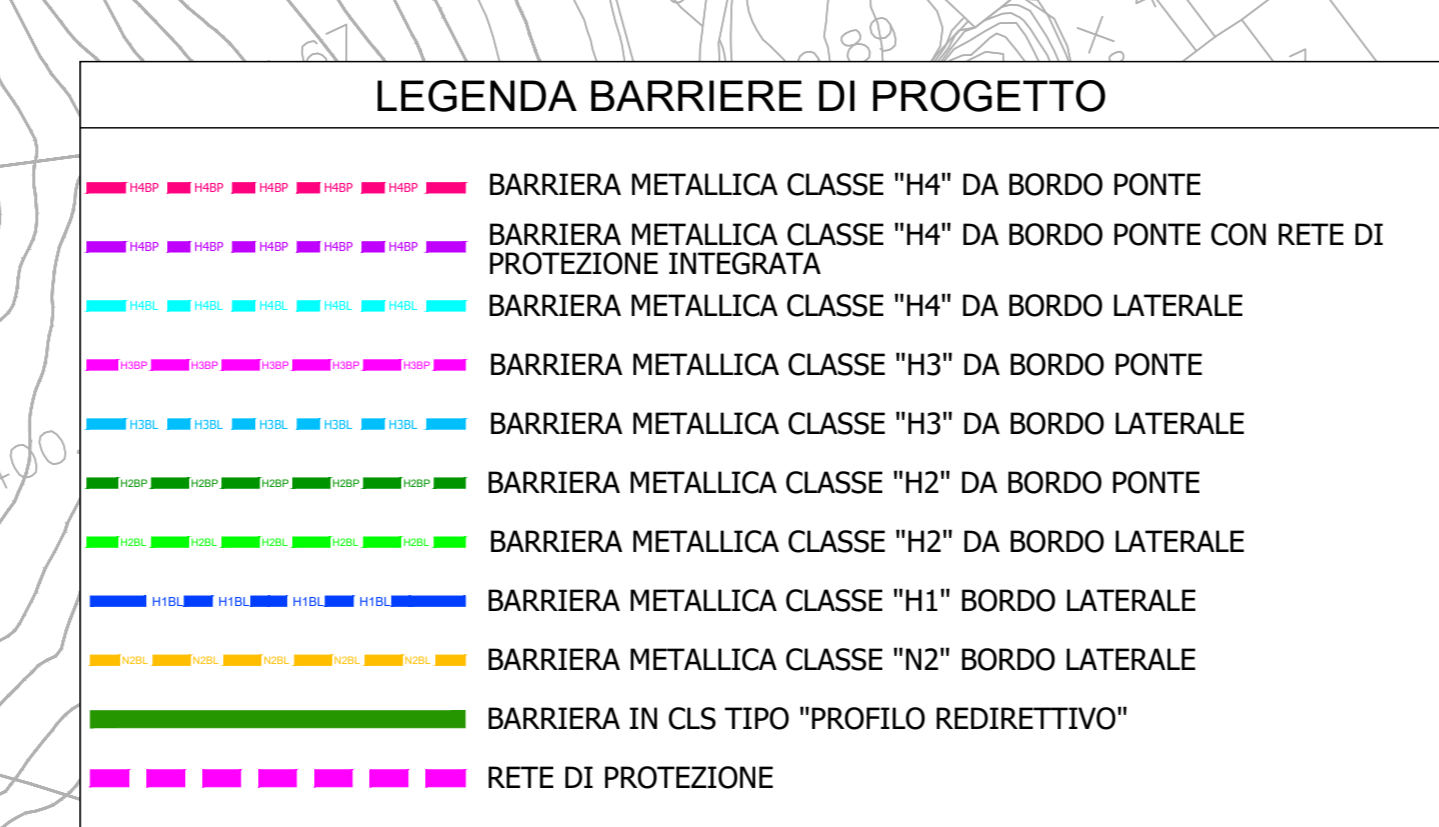 67
89
LEGENDA BARRIERE DI PROGETTO
H4BP H4BP H4BP H4BP H4BP BARRIERA METALLICA CLASSE "H4" DA BORDO PONTE
H4BP H4BP H4BP H4BP H4BP BARRIERA METALLICA CLASSE "H4" DA BORDO PONTE CON RETE DI
PROTEZIONE INTEGRATA
H4BL H4BL H4BL H4BL H4BL BARRIERA METALLICA CLASSE "H4" DA BORDO LATERALE
H3BP H3BP H3BP H3BP H3BP BARRIERA METALLICA CLASSE "H3" DA BORDO PONTE
H3BL H3BL H3BL H3BL H3BL BARRIERA METALLICA CLASSE "H3" DA BORDO LATERALE
H2BP H2BP H2BP H2BP H2BP BARRIERA METALLICA CLASSE "H2" DA BORDO PONTE
H2BL H2BL H2BL H2BL H2BL BARRIERA METALLICA CLASSE "H2" DA BORDO LATERALE
H1BL H1BL H1BL H1BL BARRIERA METALLICA CLASSE "H1" BORDO LATERALE
N2BL N2BL N2BL N2BL N2BL BARRIERA METALLICA CLASSE "N2" BORDO LATERALE
BARRIERA IN CLS TIPO "PROFILO REDIRETTIVO"
RETE DI PROTEZIONE